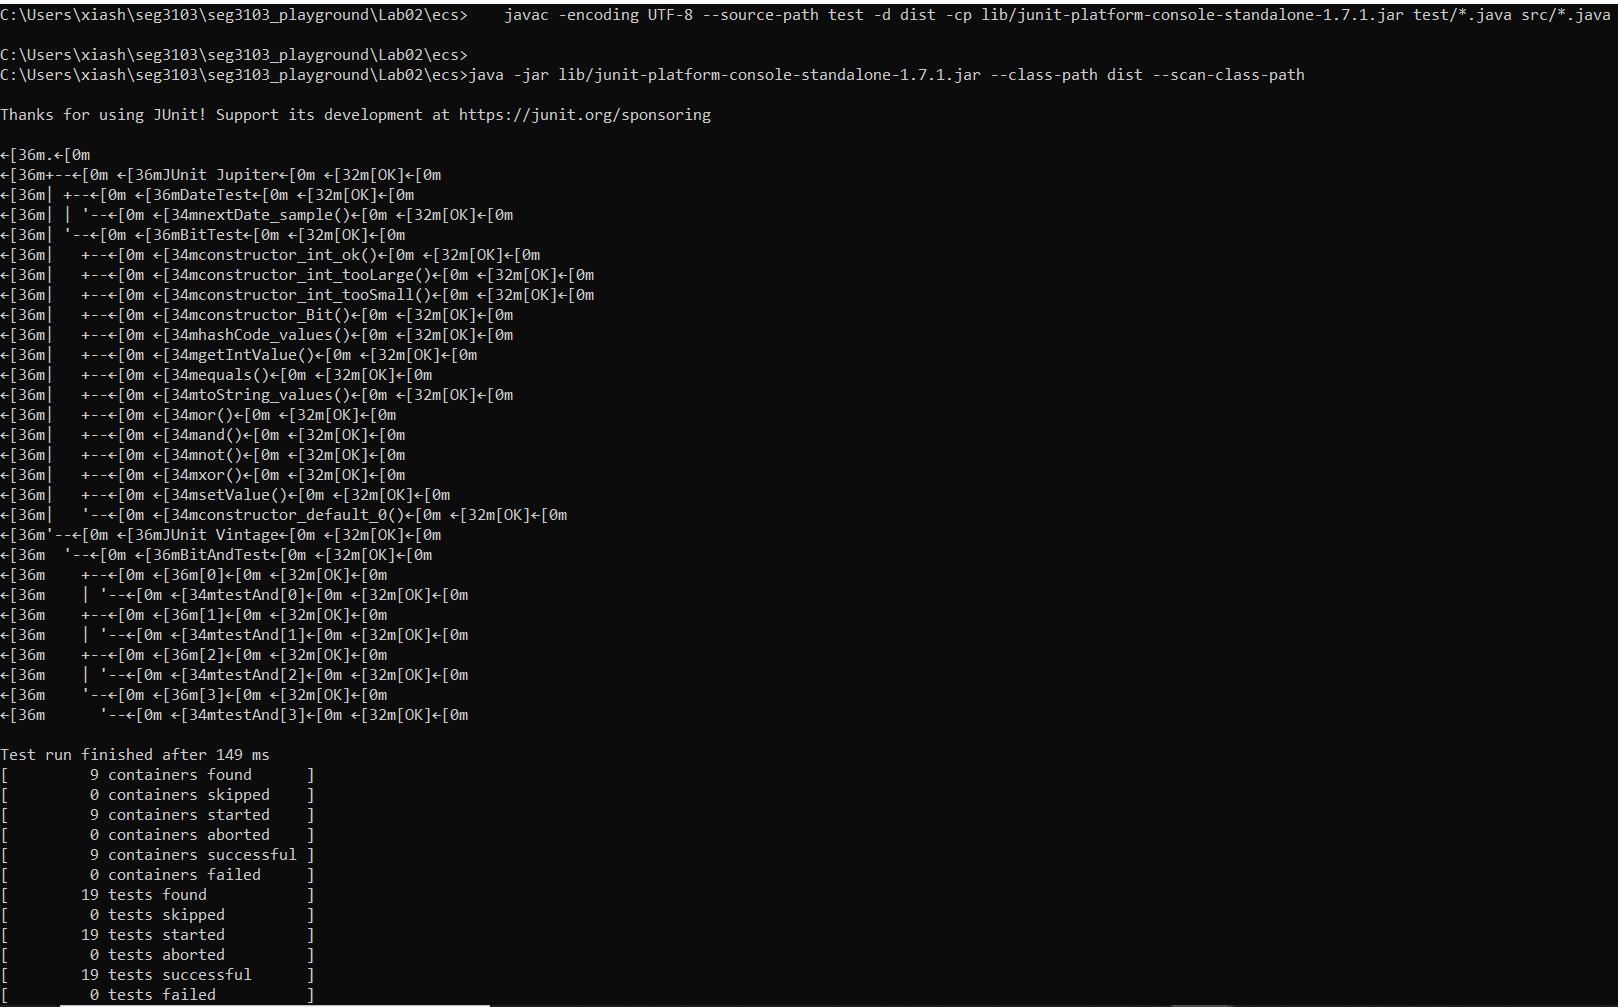 C:\Users\xiash\seg3103\seg3103_playground\Lab02\ecs>    javac -encoding UTF-8 --source-path test -d dist -cp lib/junit-platform-console-standalone-1.7.1.jar test/*.java src/*.java
C:\Users\xiash\seg3103\seg3103_playground\Lab02\ecs>
C:\Users\xiash\seg3103\seg3103_playground\Lab02\ecs>java -jar lib/junit-platform-console-standalone-1.7.1.jar --class-path dist --scan-class-path
Thanks for using JUnit! Support its development at https://junit.org/sponsoring
←[36m.←[0m
←[36m+--←[0m ←[36mJUnit Jupiter←[0m ←[32m[OK]←[0m
←[36m| +--←[0m ←[36mDateTest←[0m ←[32m[OK]←[0m
←[36m| | '--←[0m ←[34mnextDate_sample()←[0m ←[32m[OK]←[0m
←[36m| '--←[0m ←[36mBitTest←[0m ←[32m[OK]←[0m
←[36m|   +--←[0m ←[34mconstructor_int_ok()←[0m ←[32m[OK]←[0m
←[36m|   +--←[0m ←[34mconstructor_int_tooLarge()←[0m ←[32m[OK]←[0m
←[36m|   +--←[0m ←[34mconstructor_int_tooSmall()←[0m ←[32m[OK]←[0m
←[36m|   +--←[0m ←[34mconstructor_Bit()←[0m ←[32m[OK]←[0m
←[36m|   +--←[0m ←[34mhashCode_values()←[0m ←[32m[OK]←[0m
←[36m|   +--←[0m ←[34mgetIntValue()←[0m ←[32m[OK]←[0m
←[36m|   +--←[0m ←[34mequals()←[0m ←[32m[OK]←[0m
←[36m|   +--←[0m ←[34mtoString_values()←[0m ←[32m[OK]←[0m
←[36m|   +--←[0m ←[34mor()←[0m ←[32m[OK]←[0m
←[36m|   +--←[0m ←[34mand()←[0m ←[32m[OK]←[0m
←[36m|   +--←[0m ←[34mnot()←[0m ←[32m[OK]←[0m
←[36m|   +--←[0m ←[34mxor()←[0m ←[32m[OK]←[0m
←[36m|   +--←[0m ←[34msetValue()←[0m ←[32m[OK]←[0m
←[36m|   '--←[0m ←[34mconstructor_default_0()←[0m ←[32m[OK]←[0m
←[36m'--←[0m ←[36mJUnit Vintage←[0m ←[32m[OK]←[0m
←[36m  '--←[0m ←[36mBitAndTest←[0m ←[32m[OK]←[0m
←[36m    +--←[0m ←[36m[0]←[0m ←[32m[OK]←[0m
←[36m    | '--←[0m ←[34mtestAnd[0]←[0m ←[32m[OK]←[0m
←[36m    +--←[0m ←[36m[1]←[0m ←[32m[OK]←[0m
←[36m    | '--←[0m ←[34mtestAnd[1]←[0m ←[32m[OK]←[0m
←[36m    +--←[0m ←[36m[2]←[0m ←[32m[OK]←[0m
←[36m    | '--←[0m ←[34mtestAnd[2]←[0m ←[32m[OK]←[0m
←[36m    '--←[0m ←[36m[3]←[0m ←[32m[OK]←[0m
←[36m      '--←[0m ←[34mtestAnd[3]←[0m ←[32m[OK]←[0m
Test run finished after 149 ms
[         9 containers found      ]
[         0 containers skipped    ]
[         9 containers started    ]
[         0 containers aborted    ]
[         9 containers successful ]
[         0 containers failed     ]
[        19 tests found           ]
[         0 tests skipped         ]
[        19 tests started         ]
[         0 tests aborted         ]
[        19 tests successful      ]
[         0 tests failed          ]